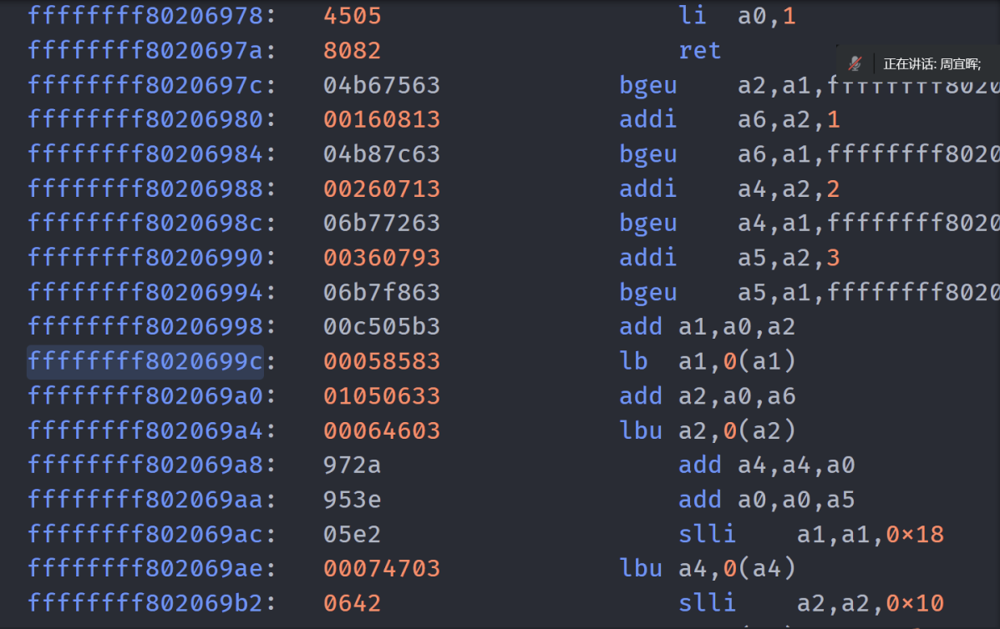 ffffffff80206978: 4505 li a0,1
ffffffff8020697a: 8082 ret
正在讲话: 周宜晖;
ffffffff8020697c: 04b67563 bgeu a2,a1,ffffffff8020
ffffffff80206980: 00160813 addi a6,a2,1
ffffffff80206984: 04b87c63 bgeu a6,a1,ffffffff8020
ffffffff80206988: 00260713 addi a4,a2,2
ffffffff8020698c: 06b77263 bgeu a4,a1,ffffffff8020
ffffffff80206990: 00360793 addi a5,a2,3
ffffffff80206994: 06b7f863 bgeu a5,a1,ffffffff8020
ffffffff80206998: 00c505b3 add a1,a0,a2
ffffffff8020699c: 00058583 lb a1,0(a1)
ffffffff802069a0: 01050633 add a2,a0,a6
ffffffff802069a4: 00064603 lbu a2,0(a2)
ffffffff802069a8: 972a add a4,a4,a0
ffffffff802069aa: 953e add a0,a0,a5
ffffffff802069ac: 05e2 slli a1,a1,0×18
ffffffff802069ae: 00074703 lbu a4,0(a4)
ffffffff802069b2: 0642 slli a2,a2,0×10